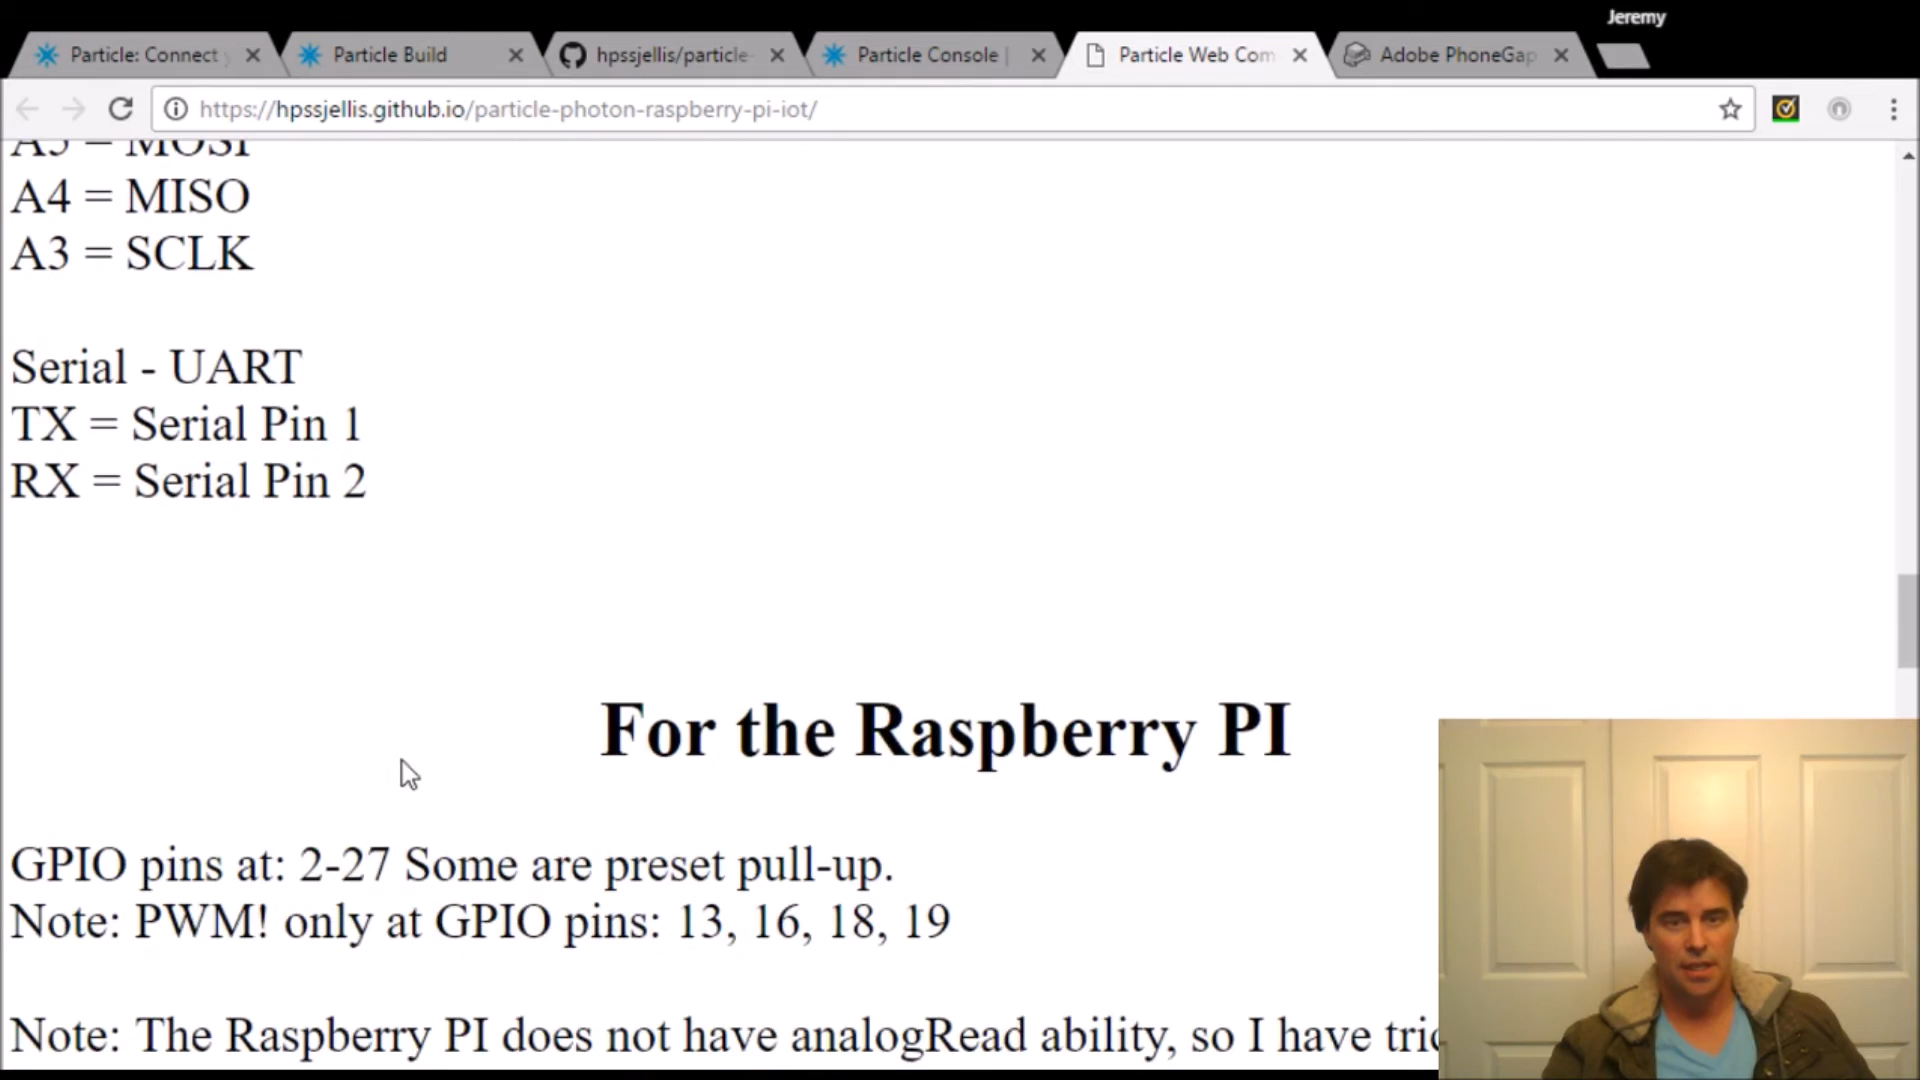 Jeremy
Particle: Connect
Particle Build
hpssjellis/particle-
Particle Console |
Particle Web Com
Adobe PhoneGap
https://hpssjellis.github.io/particle-photon-raspberry-pi-iot/
A5 = MOSI
A4 = MISO
A3 = SCLK
Serial - UART
TX = Serial Pin 1
RX = Serial Pin 2
For the Raspberry PI
GPIO pins at: 2-27 Some are preset pull-up.
Note: PWM! only at GPIO pins: 13, 16, 18, 19
Note: The Raspberry PI does not have analogRead ability, so I have tric